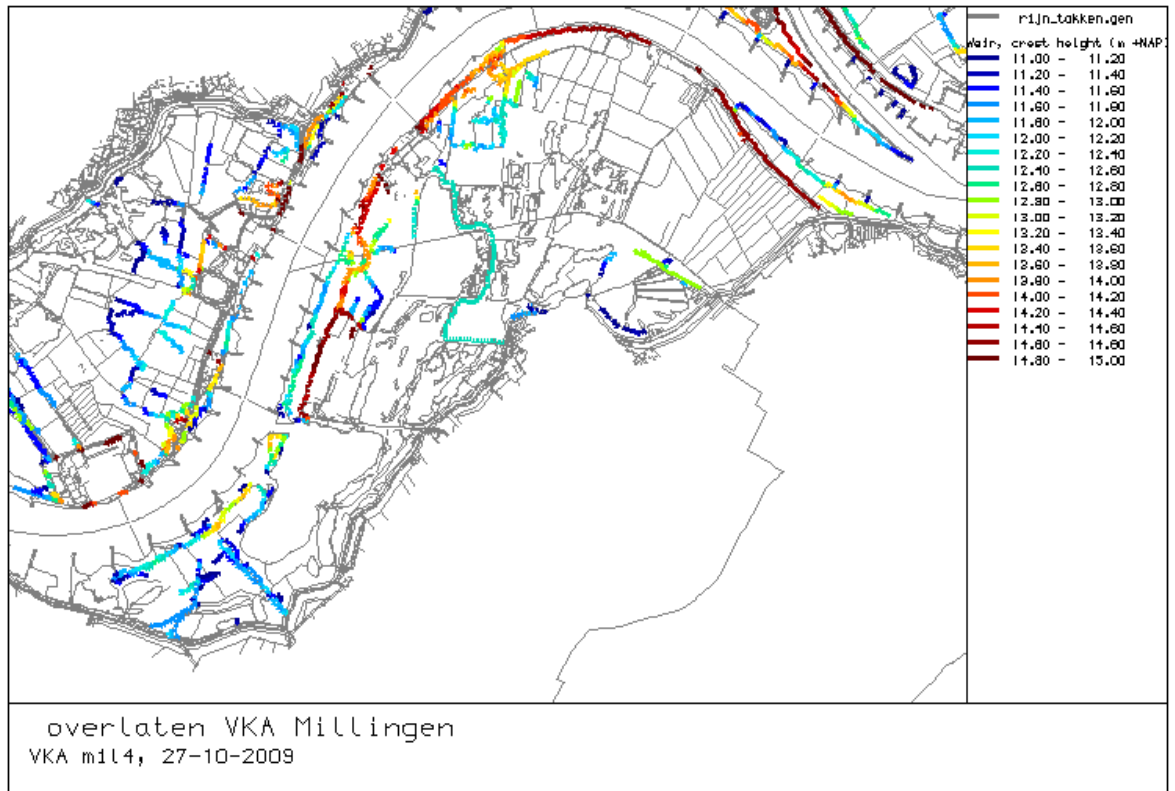 rijn_takken.gen
Weir, crest height (m +NAP)
11.00 - 11.20
11.20 - 11.40
11.40 - 11.60
11.60 - 11.80
11.80 - 12.00
12.00 - 12.20
12.20 - 12.40
12.40 - 12.60
12.60 - 12.80
12.80 - 13.00
13.00 - 13.20
13.20 - 13.40
13.40 - 13.60
13.60 - 13.80
13.80 - 14.00
14.00 - 14.20
14.20 - 14.40
14.40 - 14.60
14.60 - 14.80
14.80 - 15.00
overlaten VKA Millingen
VKA mil4, 27-10-2009